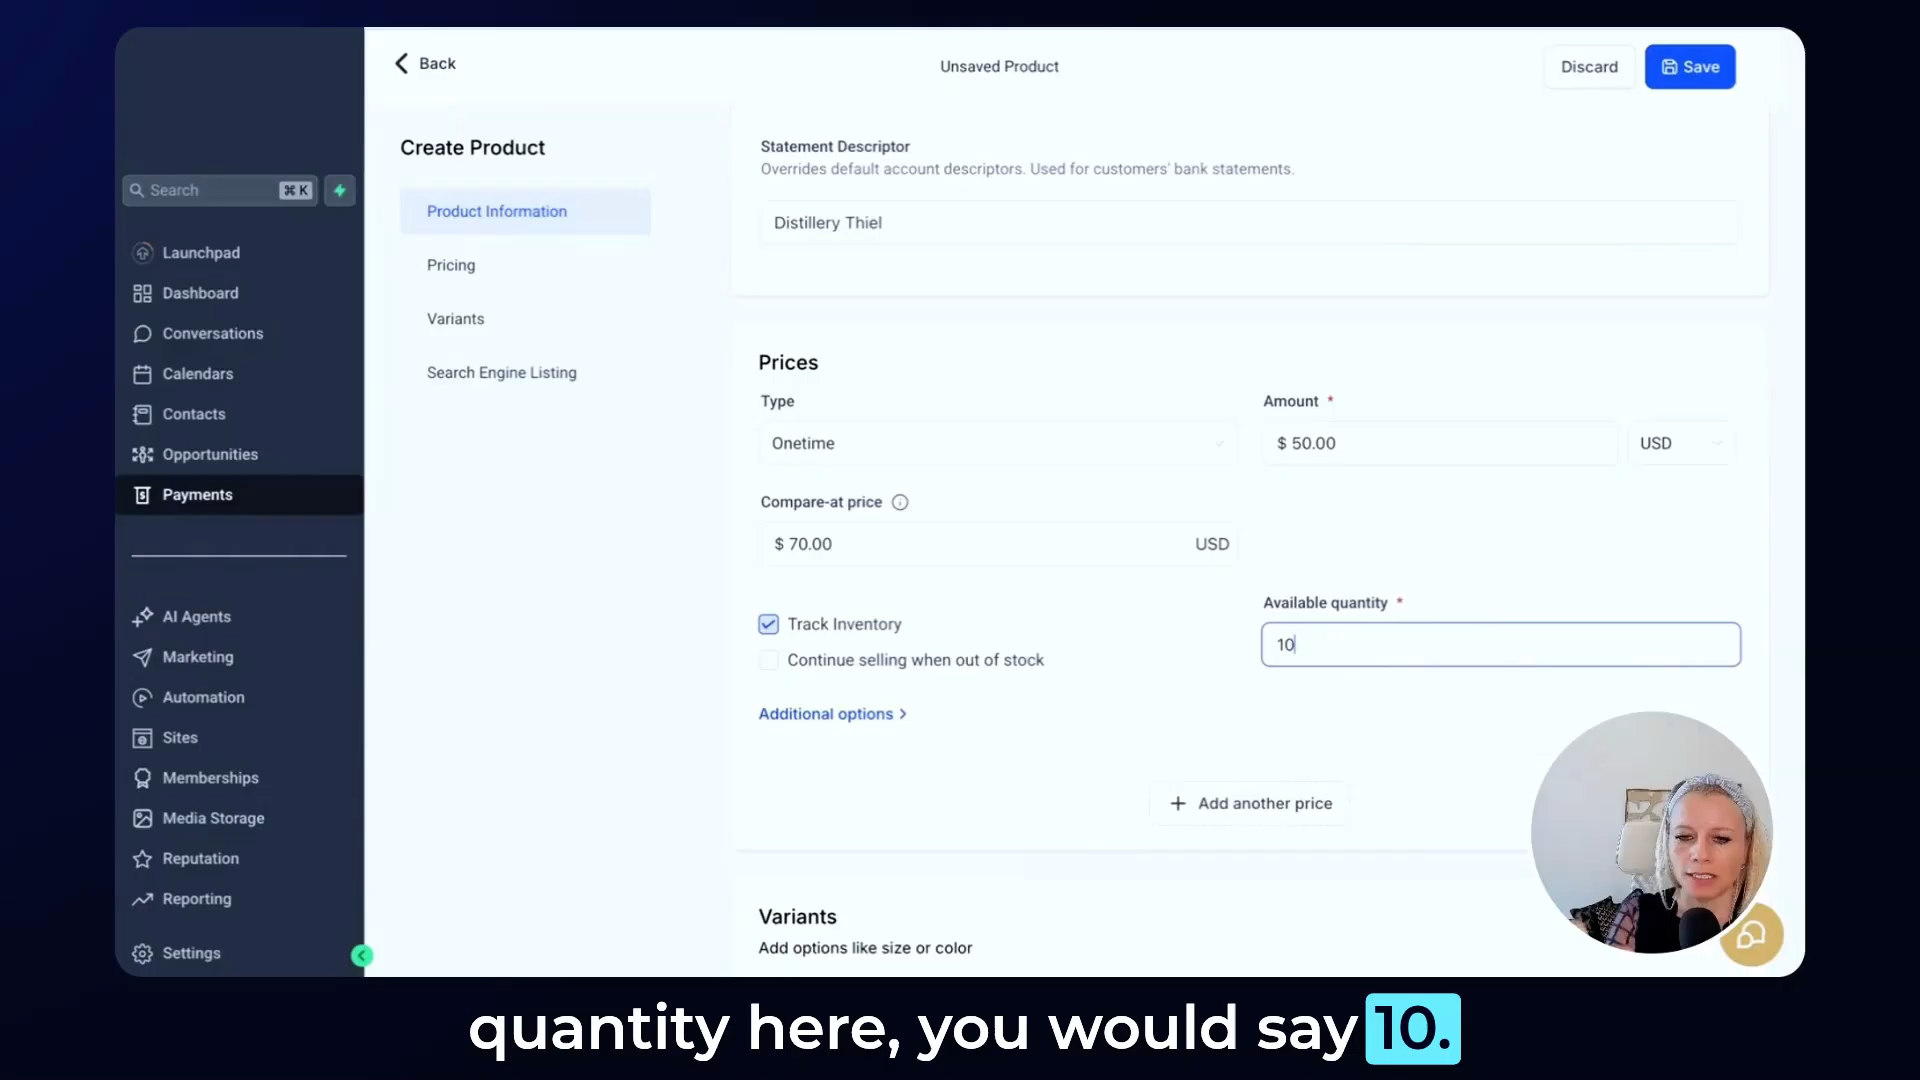 Back
Unsaved Product
Discard
Save
Search
⌘ K
Launchpad
Dashboard
Conversations
Calendars
Contacts
Opportunities
Payments
AI Agents
Marketing
Automation
Sites
Memberships
Media Storage
Reputation
Reporting
Settings
Create Product
Product Information
Pricing
Variants
Search Engine Listing
Statement Descriptor
Overrides default account descriptors. Used for customers' bank statements.
Distillery Thiel
Prices
Type
Onetime
Amount *
$ 50.00
USD
Compare-at price
$ 70.00
USD
Track Inventory
Continue selling when out of stock
Available quantity *
10
Additional options >
+ Add another price
Variants
Add options like size or color
quantity here, you would say 10.